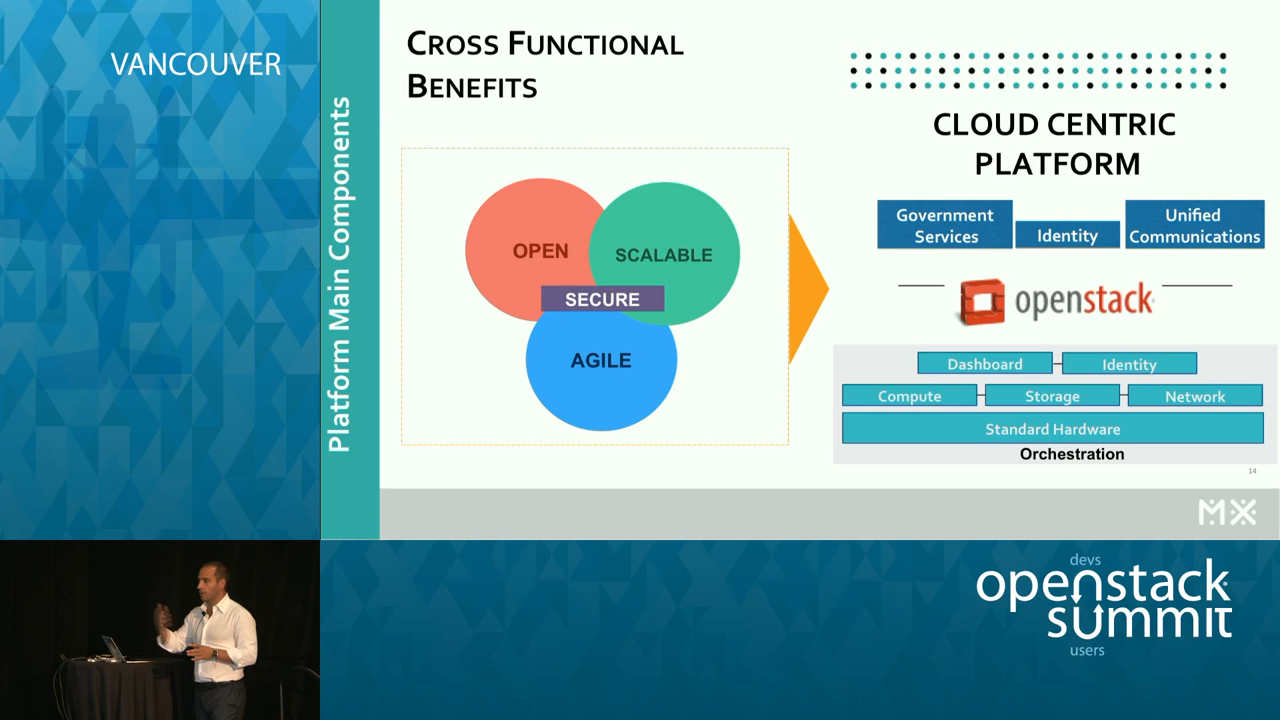 VANCOUVER
Platform Main Components
CROSS FUNCTIONAL
BENEFITS
OPEN
SCALABLE
SECURE
AGILE
CLOUD CENTRIC
PLATFORM
Government
Services
Identity
Unified
Communications
openstack
Dashboard
Identity
Compute
Storage
Network
Standard Hardware
Orchestration
14
MX
devs
openstack
summit
users